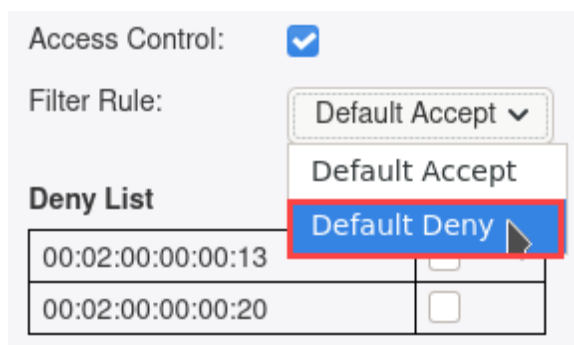 Access Control:
Filter Rule:
Default Accept
Default Accept
Default Deny
Deny List
00:02:00:00:00:13
00:02:00:00:00:20